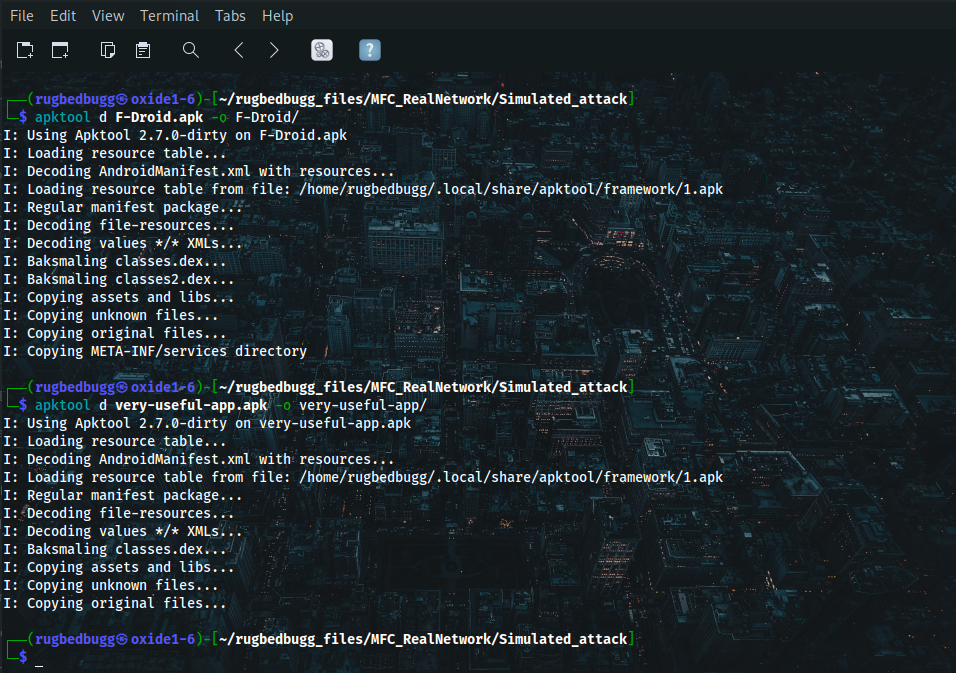 File Edit View Terminal Tabs Help
┌──(rugbedbugg㉿oxide1-6)-[~/rugbedbugg_files/MFC_RealNetwork/Simulated_attack]
└─$ apktool d F-Droid.apk -o F-Droid/
I: Using Apktool 2.7.0-dirty on F-Droid.apk
I: Loading resource table...
I: Decoding AndroidManifest.xml with resources...
I: Loading resource table from file: /home/rugbedbugg/.local/share/apktool/framework/1.apk
I: Regular manifest package...
I: Decoding file-resources...
I: Decoding values */* XMLs...
I: Baksmaling classes.dex...
I: Baksmaling classes2.dex...
I: Copying assets and libs...
I: Copying unknown files...
I: Copying original files...
I: Copying META-INF/services directory
┌──(rugbedbugg㉿oxide1-6)-[~/rugbedbugg_files/MFC_RealNetwork/Simulated_attack]
└─$ apktool d very-useful-app.apk -o very-useful-app/
I: Using Apktool 2.7.0-dirty on very-useful-app.apk
I: Loading resource table...
I: Decoding AndroidManifest.xml with resources...
I: Loading resource table from file: /home/rugbedbugg/.local/share/apktool/framework/1.apk
I: Regular manifest package...
I: Decoding file-resources...
I: Decoding values */* XMLs...
I: Baksmaling classes.dex...
I: Copying assets and libs...
I: Copying unknown files...
I: Copying original files...
┌──(rugbedbugg㉿oxide1-6)-[~/rugbedbugg_files/MFC_RealNetwork/Simulated_attack]
└─$ _